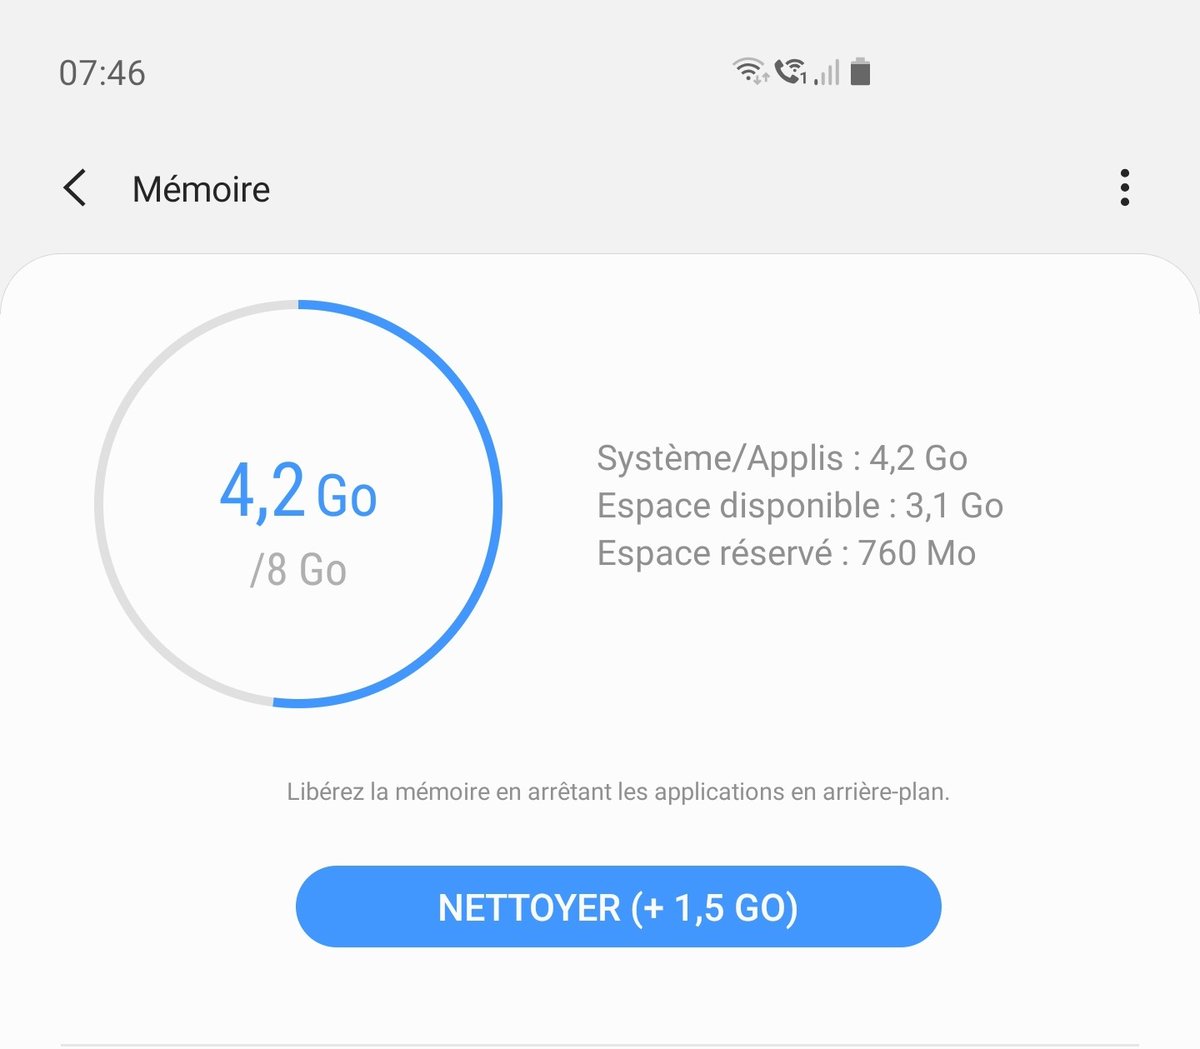 07:46
Mémoire
4,2 Go
/8 Go
Système/Applis : 4,2 Go
Espace disponible : 3,1 Go
Espace réservé : 760 Mo
Libérez la mémoire en arrêtant les applications en arrière-plan.
NETTOYER (+ 1,5 GO)